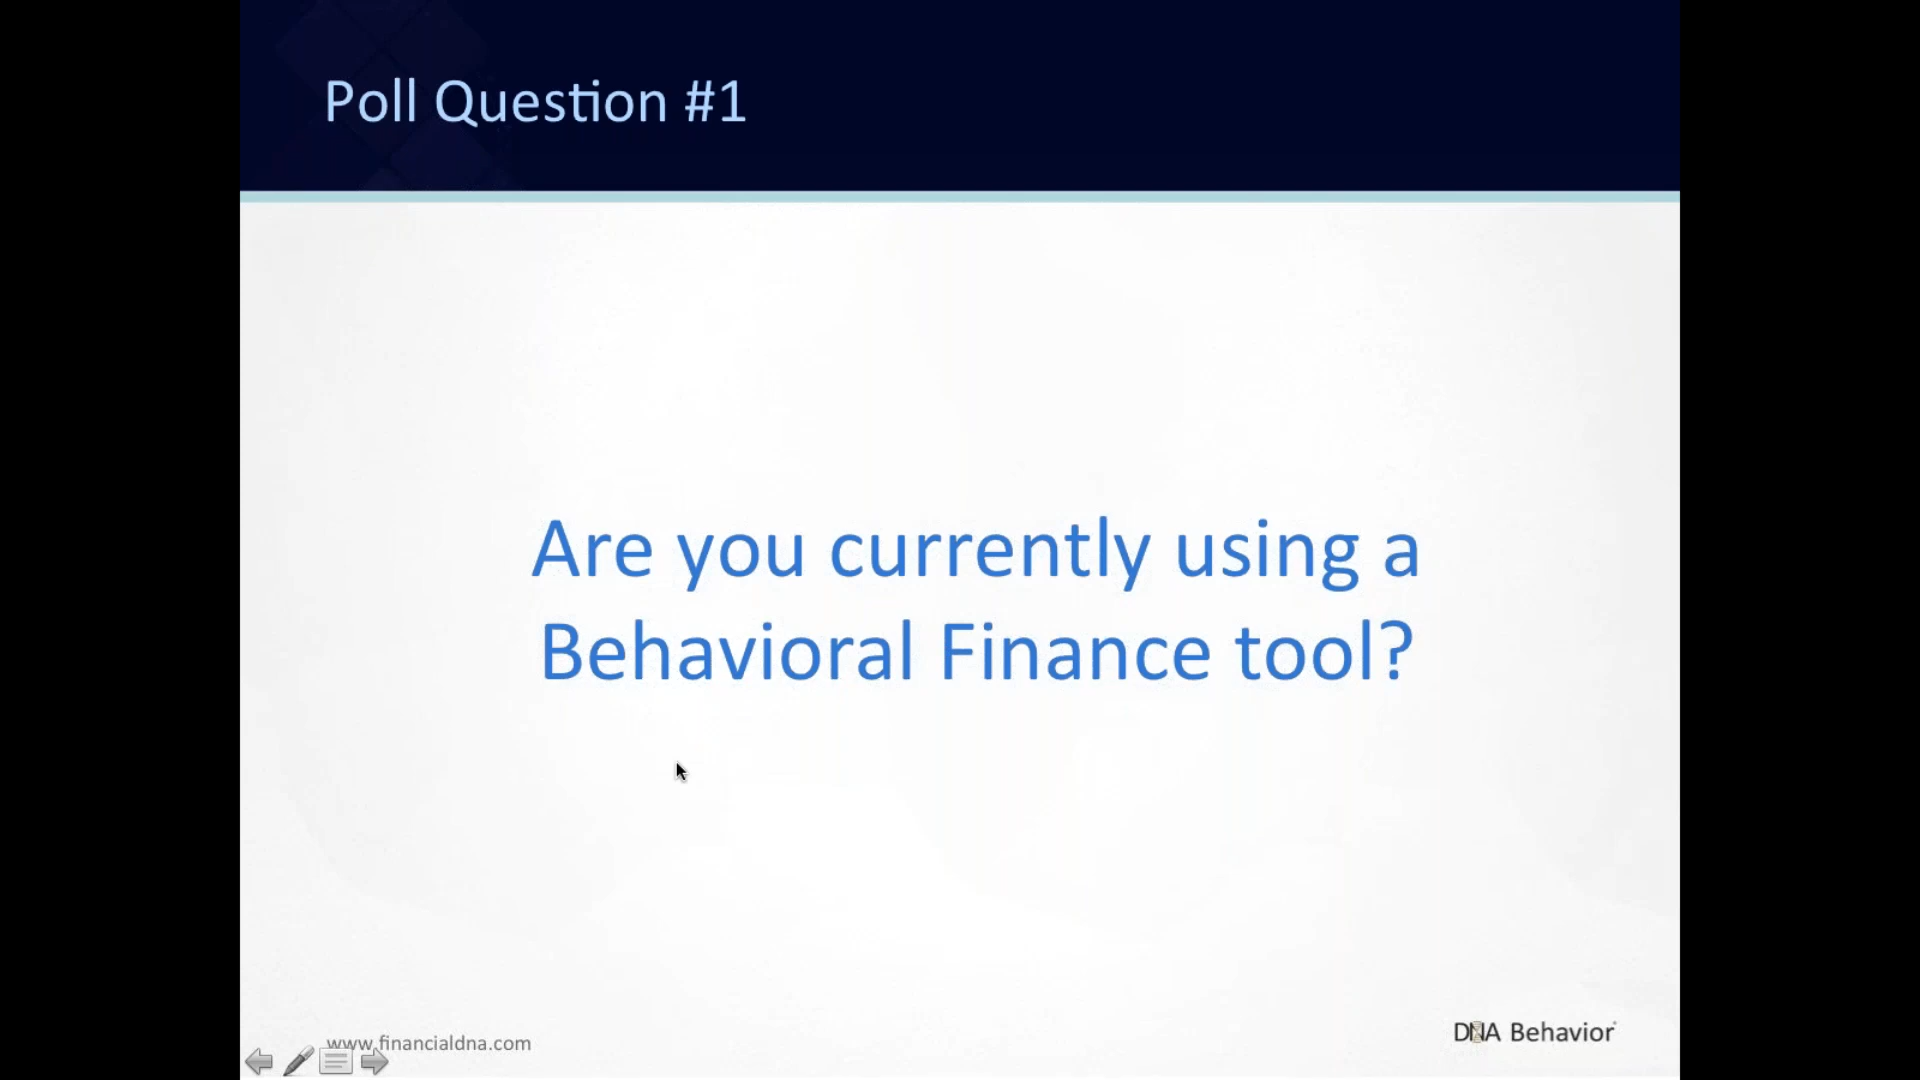 Poll Question #1
Are you currently using a
Behavioral Finance tool?
www.financialdna.com
DNA Behavior